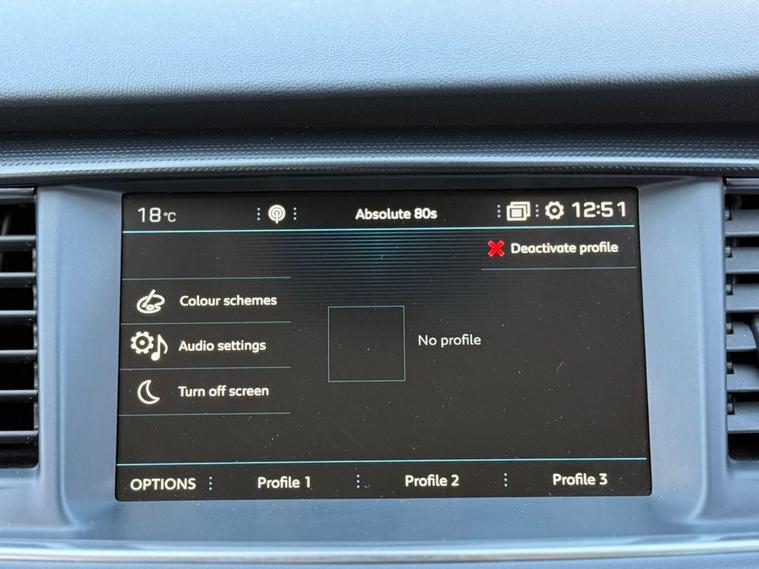 18°C Absolute 80s 12:51
Deactivate profile
Colour schemes
Audio settings
No profile
Turn off screen
OPTIONS Profile 1 Profile 2 Profile 3